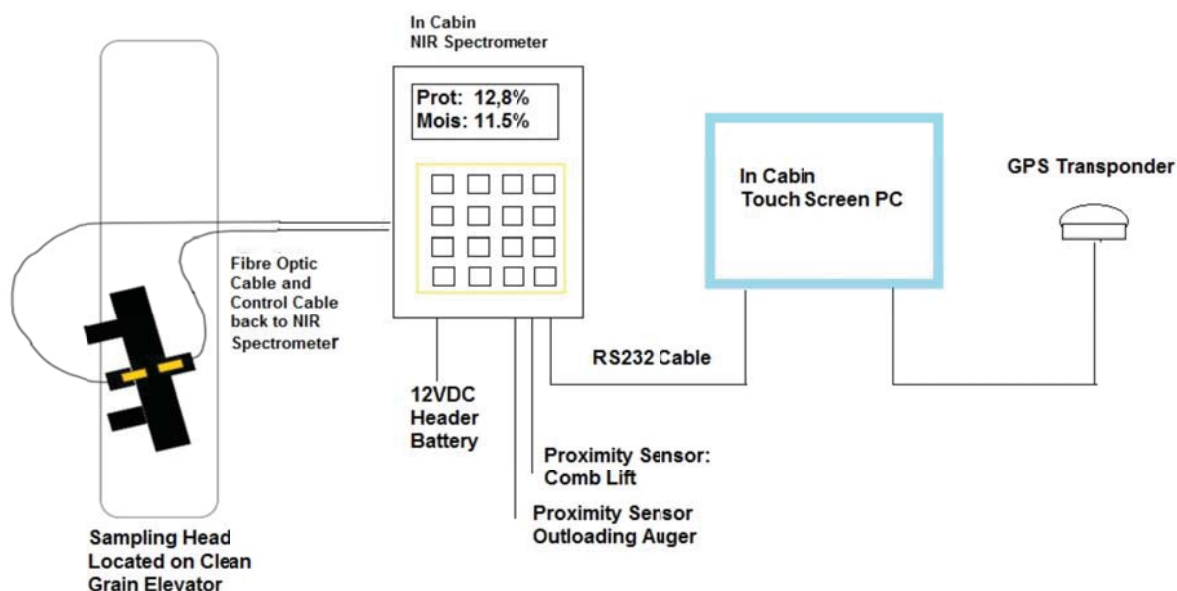 In Cabin
NIR Spectrometer
Prot: 12,8%
Mois: 11.5%
In Cabin
Touch Screen PC
GPS Transponder
Fibre Optic
Cable and
Control Cable
back to NIR
Spectrometer
RS232 Cable
12VDC
Header
Battery
Proximity Sensor:
Comb Lift
Proximity Sensor
Outloading Auger
Sampling Head
Located on Clean
Grain Elevator